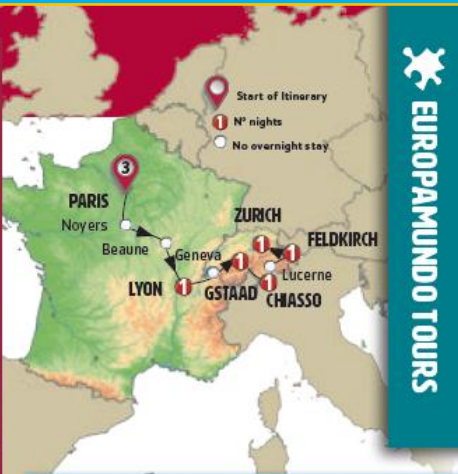 Start of Itinerary
1 Nº nights
No overnight stay
3
PARIS
Noyers
Beaune
Geneva
LYON
1
GSTAAD
1
ZURICH
1
FELDKIRCH
1
Lucerne
1
CHIASSO
EUROPAMUNDO TOURS